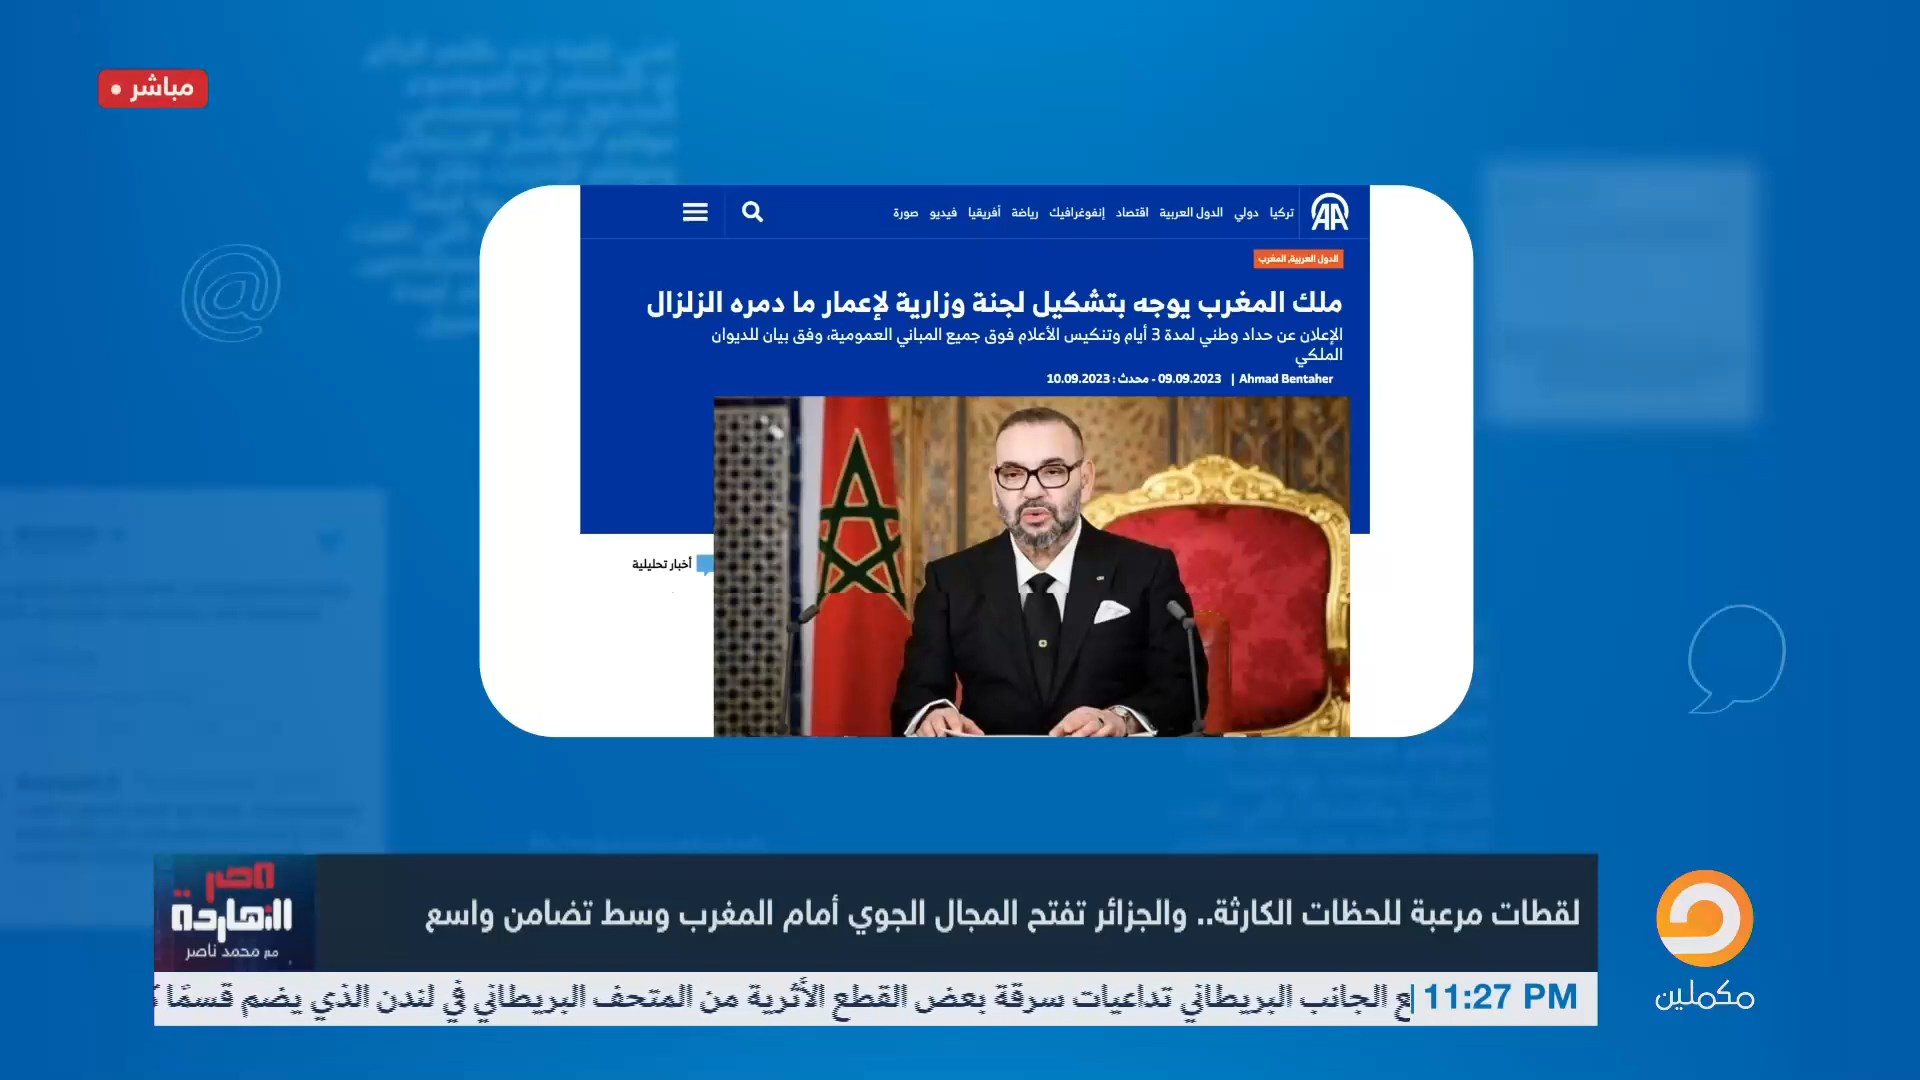 مباشر
تركيا دولي الدول العربية اقتصاد إنفوغرافيك رياضة أفريقيا فيديو صورة
AA
الدول العربية, المغرب
ملك المغرب يوجه بتشكيل لجنة وزارية لإعمار ما دمره الزلزال
الإعلان عن حداد وطني لمدة 3 أيام وتنكيس الأعلام فوق جميع المباني العمومية، وفق بيان للديوان
الملكي
Ahmad Bentaher | 09.09.2023 - محدث : 10.09.2023
أخبار تحليلية
لقطات مرعبة للحظات الكارثة.. والجزائر تفتح المجال الجوي أمام المغرب وسط تضامن واسع
مصر
النهاردة
مع محمد ناصر
11:27 PM
ع الجانب البريطاني تداعيات سرقة بعض القطع الأثرية من المتحف البريطاني في لندن الذي يضم قسمًا
مكملين